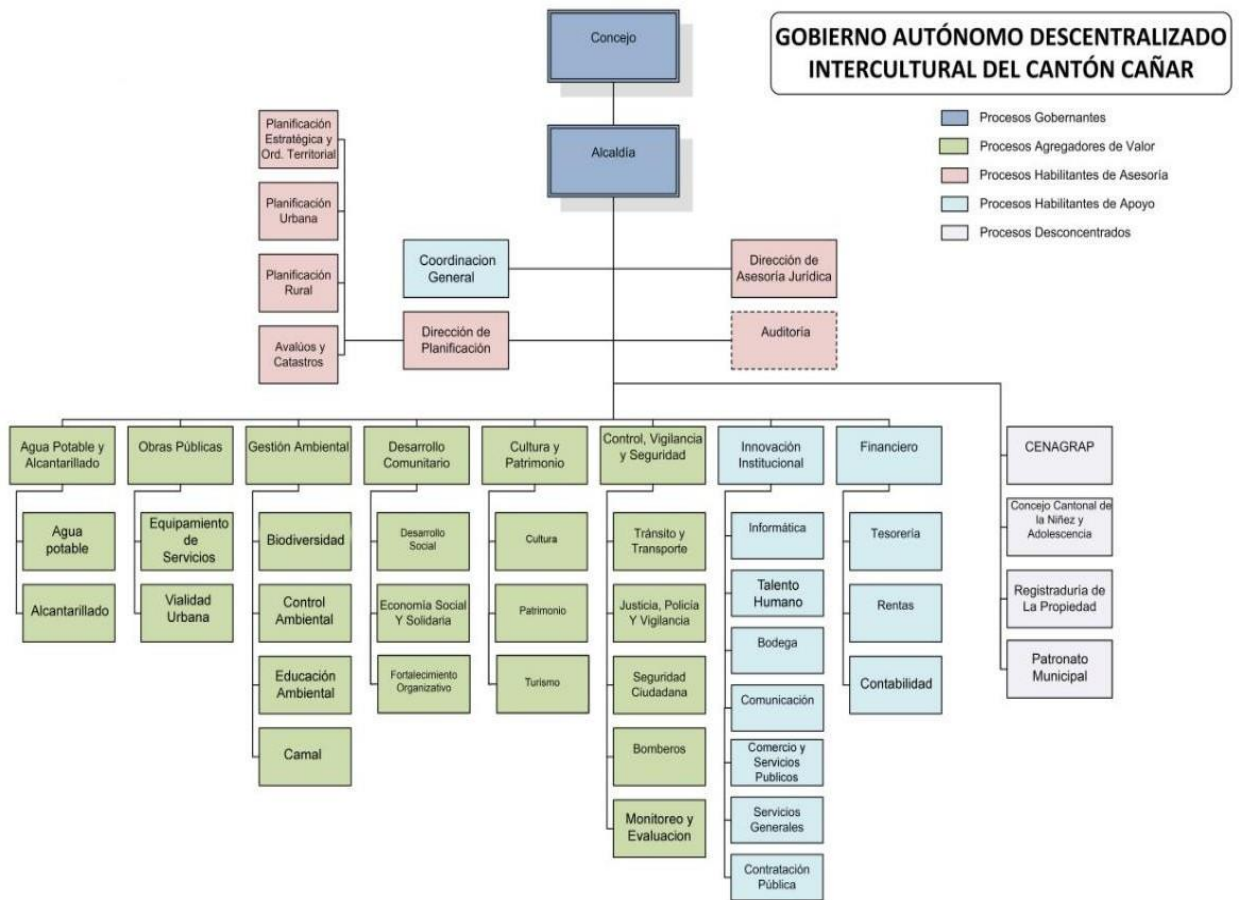 GOBIERNO AUTÓNOMO DESCENTRALIZADO
INTERCULTURAL DEL CANTÓN CAÑAR
Procesos Gobernantes
Procesos Agregadores de Valor
Procesos Habilitantes de Asesoría
Procesos Habilitantes de Apoyo
Procesos Desconcentrados
Concejo
Alcaldía
Planificación
Estratégica y
Ord. Territorial
Planificación
Urbana
Planificación
Rural
Avalúos y
Catastros
Coordinacion
General
Dirección de
Planificación
Dirección de
Asesoría Jurídica
Auditoría
Agua Potable y
Alcantarillado
Agua
potable
Alcantarillado
Obras Públicas
Equipamiento
de
Servicios
Vialidad
Urbana
Gestión Ambiental
Biodiversidad
Control
Ambiental
Educación
Ambiental
Camal
Desarrollo
Comunitario
Desarrollo
Social
Economía Social
Y Solidaria
Fortalecimiento
Organizativo
Cultura y
Patrimonio
Cultura
Patrimonio
Turismo
Control, Vigilancia
y Seguridad
Tránsito y
Transporte
Justicia, Policía
Y Vigilancia
Seguridad
Ciudadana
Bomberos
Monitoreo y
Evaluacion
Innovación
Institucional
Informática
Talento
Humano
Bodega
Comunicación
Comercio y
Servicios
Publicos
Servicios
Generales
Contratación
Pública
Financiero
Tesorería
Rentas
Contabilidad
CENAGRAP
Concejo Cantonal de
la Niñez y
Adolescencia
Registraduría de
La Propiedad
Patronato
Municipal